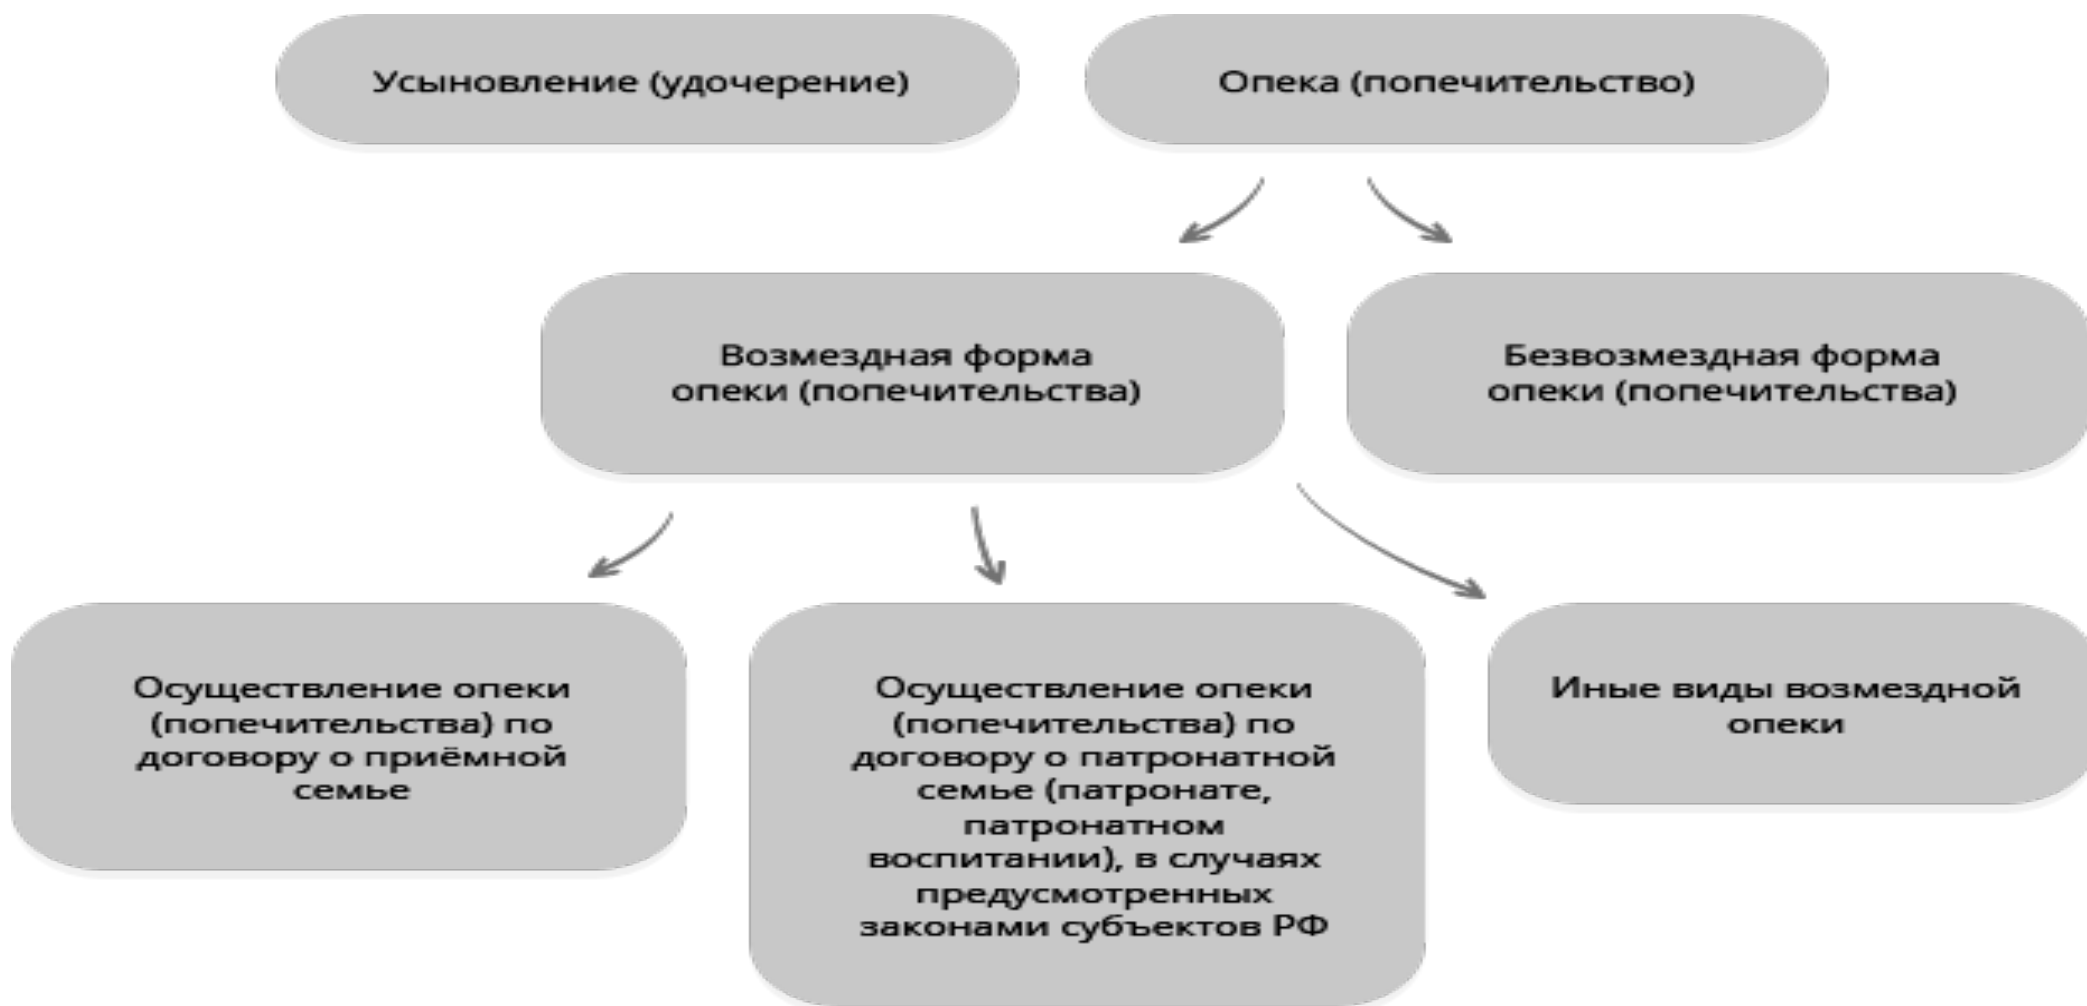 Усыновление (удочерение)
Опека (попечительство)
Возмездная форма
опеки (попечительства)
Безвозмездная форма
опеки (попечительства)
Осуществление опеки
(попечительства) по
договору о приёмной
семье
Осуществление опеки
(попечительства) по
договору о патронатной
семье (патронате,
патронатном
воспитании), в случаях
предусмотренных
законами субъектов РФ
Иные виды возмездной
опеки